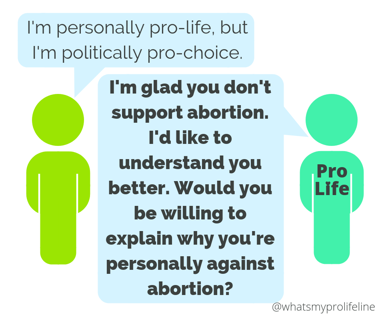 I'm personally pro-life, but
I'm politically pro-choice.
I'm glad you don't
support abortion.
I'd like to
understand you
better. Would you
be willing to
explain why you're
personally against
abortion?
Pro
Life
@whatsmyprolifeline